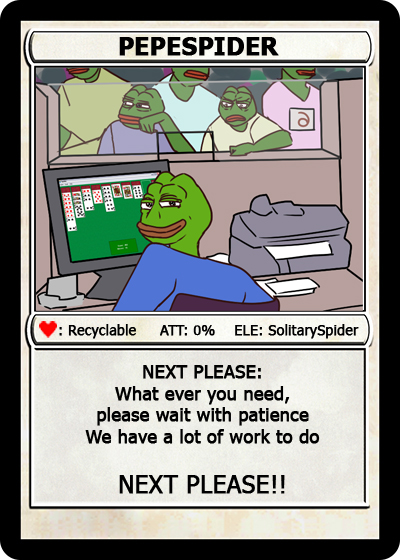 PEPESPIDER
: Recyclable ATT: 0% ELE: SolitarySpider
NEXT PLEASE:
What ever you need,
please wait with patience
We have a lot of work to do
NEXT PLEASE!!